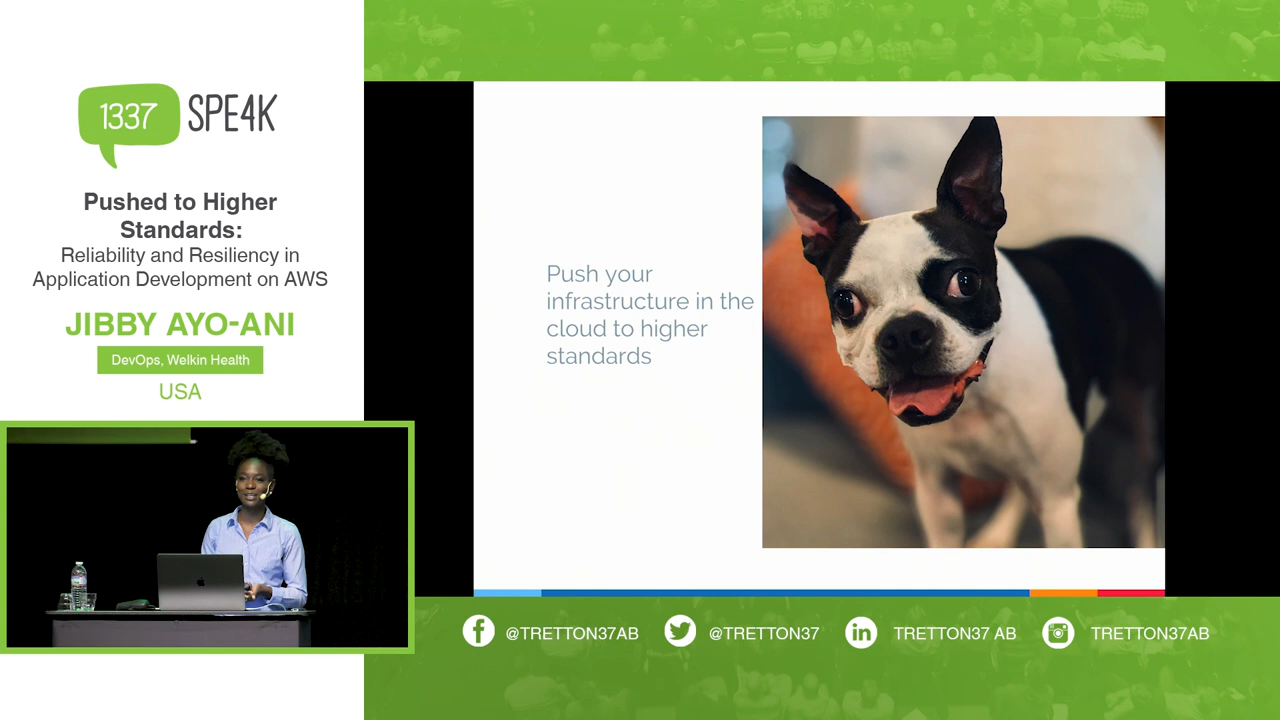 1337
SPE4K
Pushed to Higher
Standards:
Reliability and Resiliency in
Application Development on AWS
JIBBY AYO-ANI
DevOps, Welkin Health
USA
Push your
infrastructure in the
cloud to higher
standards
@TRETTON37AB
@TRETTON37
TRETTON37 AB
TRETTON37AB